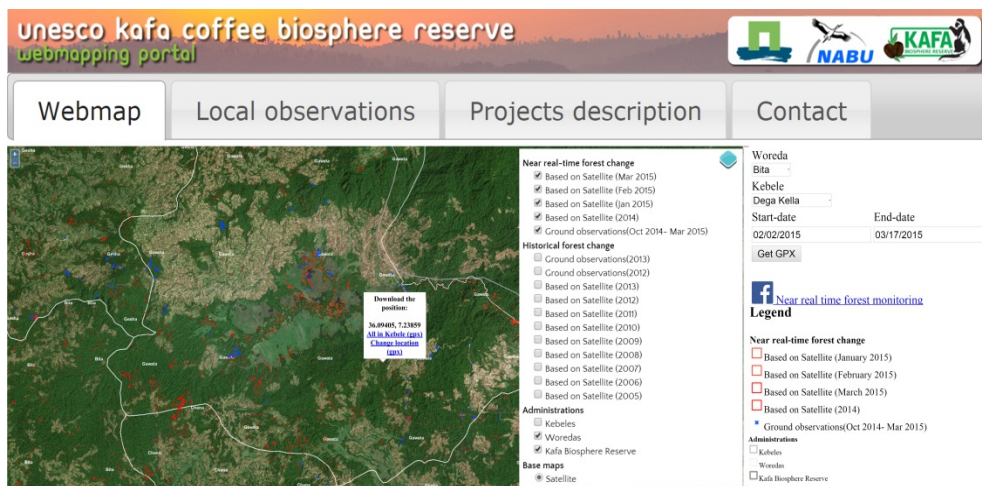 unesco kafa coffee biosphere reserve
webmapping portal
NABU
KAFA
BIOSPHERE RESERVE
Webmap
Local observations
Projects description
Contact
Download the
position:
36.09405, 7.23859
All in Kebele (gpx)
Change location
(gpx)
Near real-time forest change
Based on Satellite (Mar 2015)
Based on Satellite (Feb 2015)
Based on Satellite (Jan 2015)
Based on Satellite (2014)
Ground observations(Oct 2014- Mar 2015)
Historical forest change
Ground observations(2013)
Ground observations(2012)
Based on Satellite (2013)
Based on Satellite (2012)
Based on Satellite (2011)
Based on Satellite (2010)
Based on Satellite (2009)
Based on Satellite (2008)
Based on Satellite (2007)
Based on Satellite (2006)
Based on Satellite (2005)
Administrations
Kebeles
Woredas
Kafa Biosphere Reserve
Base maps
Satellite
Woreda
Bita
Kebele
Dega Kella
Start-date End-date
02/02/2015 03/17/2015
Get GPX
Near real time forest monitoring
Legend
Near real-time forest change
Based on Satellite (January 2015)
Based on Satellite (February 2015)
Based on Satellite (March 2015)
Based on Satellite (2014)
Ground observations(Oct 2014- Mar 2015)
Administrations
Kebeles
Woredas
Kafa Biosphere Reserve